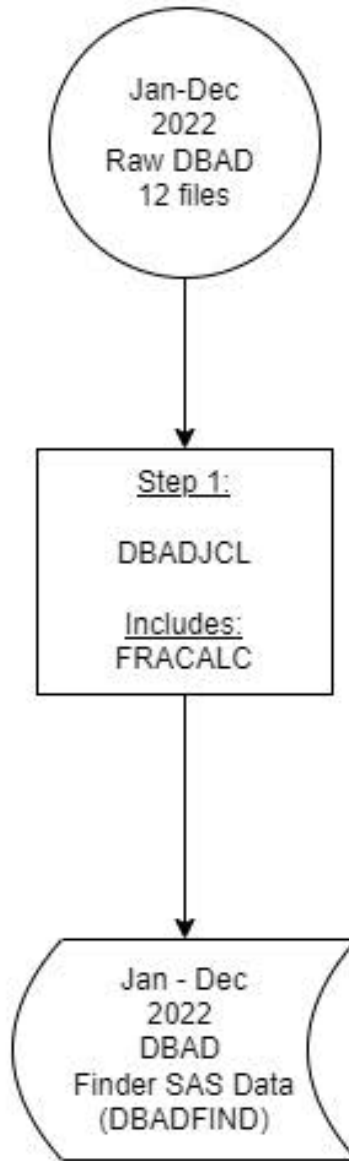 Jan-Dec
2022
Raw DBAD
12 files
Step 1:
DBADJCL
Includes:
FRACALC
Jan - Dec
2022
DBAD
Finder SAS Data
(DBADFIND)